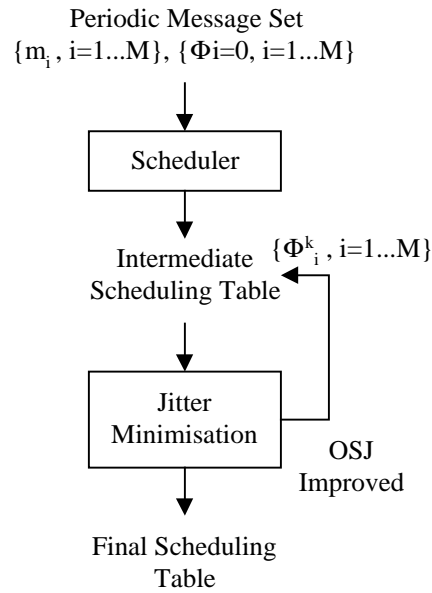 Periodic Message Set
{m_i, i=1...M}, {Φi=0, i=1...M}
Scheduler
{Φ^k_i, i=1...M}
Intermediate
Scheduling Table
Jitter
Minimisation
OSJ
Improved
Final Scheduling
Table